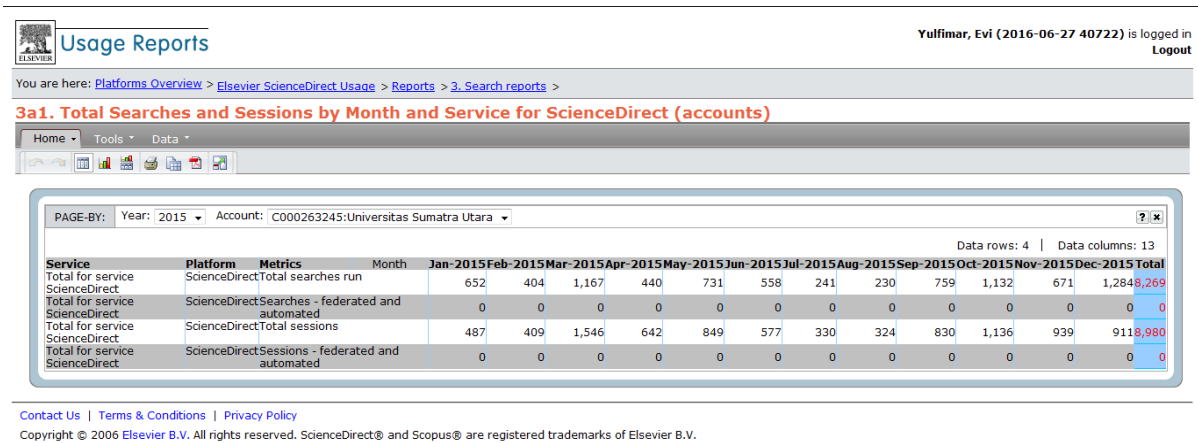 Yulfimar, Evi (2016-06-27 40722) is logged in
ELSEVIER Usage Reports
Logout
You are here: Platforms Overview > Elsevier ScienceDirect Usage > Reports > 3. Search reports >
3a1. Total Searches and Sessions by Month and Service for ScienceDirect (accounts)
Home Tools Data
PAGE-BY: Year: 2015 Account: C000263245:Universitas Sumatra Utara ? x
Data rows: 4 | Data columns: 13
Service Platform Metrics Month Jan-2015 Feb-2015 Mar-2015 Apr-2015 May-2015 Jun-2015 Jul-2015 Aug-2015 Sep-2015 Oct-2015 Nov-2015 Dec-2015 Total
Total for service ScienceDirect ScienceDirect Total searches run 652 404 1,167 440 731 558 241 230 759 1,132 671 1,284 8,269
Total for service ScienceDirect ScienceDirect Searches - federated and automated 0 0 0 0 0 0 0 0 0 0 0 0 0
Total for service ScienceDirect ScienceDirect Total sessions 487 409 1,546 642 849 577 330 324 830 1,136 939 911 8,980
Total for service ScienceDirect ScienceDirect Sessions - federated and automated 0 0 0 0 0 0 0 0 0 0 0 0 0
Contact Us | Terms & Conditions | Privacy Policy
Copyright © 2006 Elsevier B.V. All rights reserved. ScienceDirect® and Scopus® are registered trademarks of Elsevier B.V.